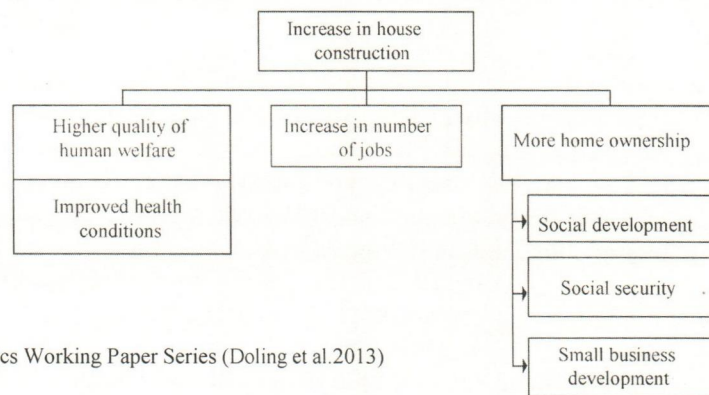 Increase in house
construction
Higher quality of
human welfare
Increase in number
of jobs
More home ownership
Improved health
conditions
Social development
Social security
Small business
development
cs Working Paper Series (Doling et al.2013)